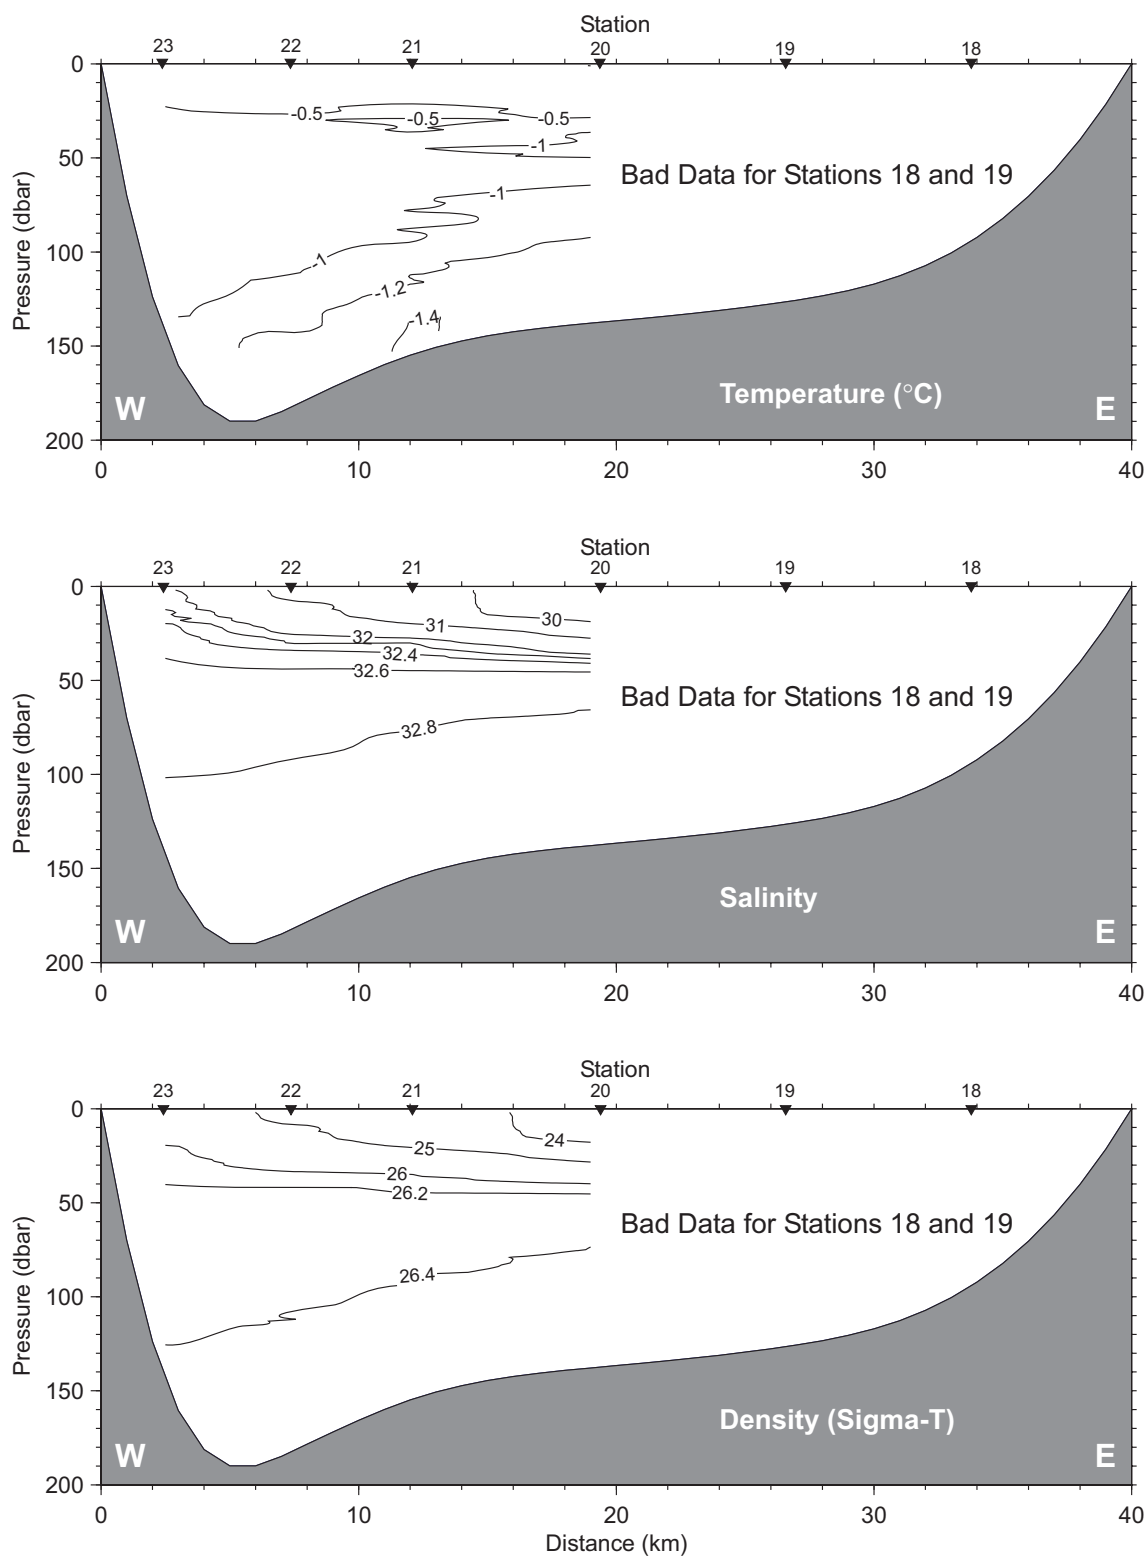 Station
23 22 21 20 19 18
0
-0.5 -0.5 -0.5
-1
50
Bad Data for Stations 18 and 19
-1
Pressure (dbar)
100
-1
-1.2
-1.4
150
Temperature (°C)
W E
200
0 10 20 30 40
Station
23 22 21 20 19 18
0
30
31
32
32.4
32.6
50
Bad Data for Stations 18 and 19
32.8
Pressure (dbar)
100
150
Salinity
W E
200
0 10 20 30 40
Station
23 22 21 20 19 18
0
24
25
26
26.2
50
Bad Data for Stations 18 and 19
26.4
Pressure (dbar)
100
150
Density (Sigma-T)
W E
200
0 10 20 30 40
Distance (km)